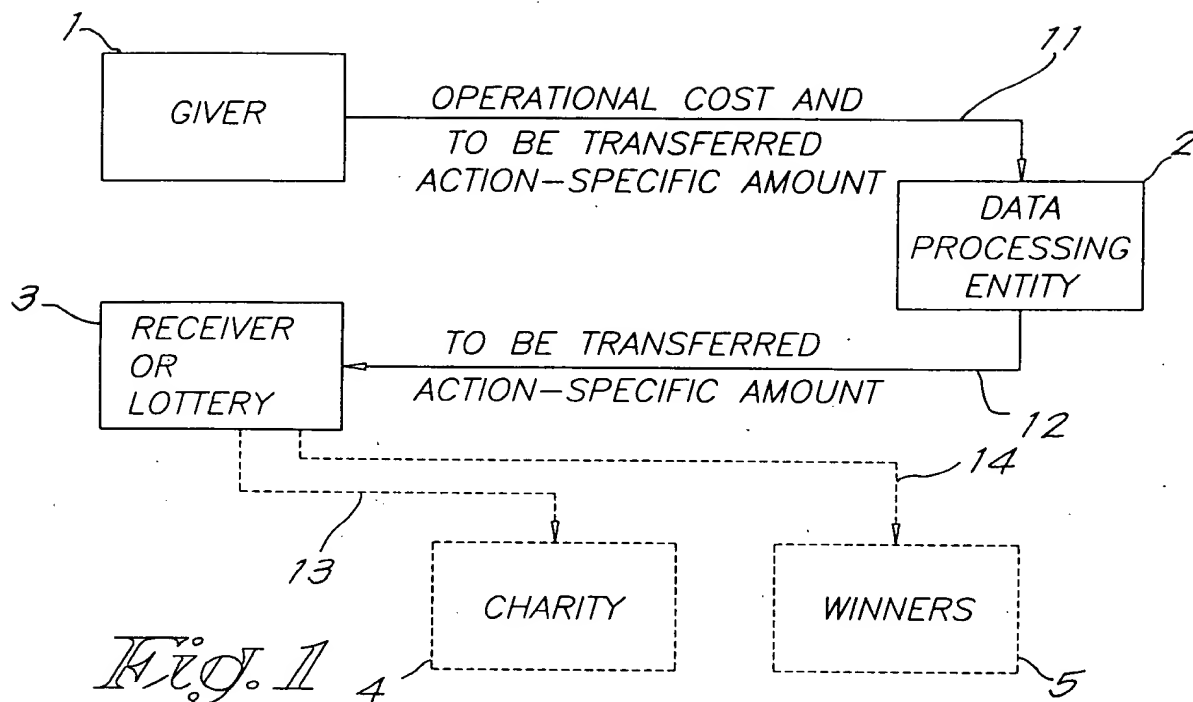 1
GIVER
OPERATIONAL COST AND
TO BE TRANSFERRED
ACTION-SPECIFIC AMOUNT
11
2
DATA
PROCESSING
ENTITY
3
RECEIVER
OR
LOTTERY
TO BE TRANSFERRED
ACTION-SPECIFIC AMOUNT
12
14
13
CHARITY
WINNERS
4
5
Fig. 1